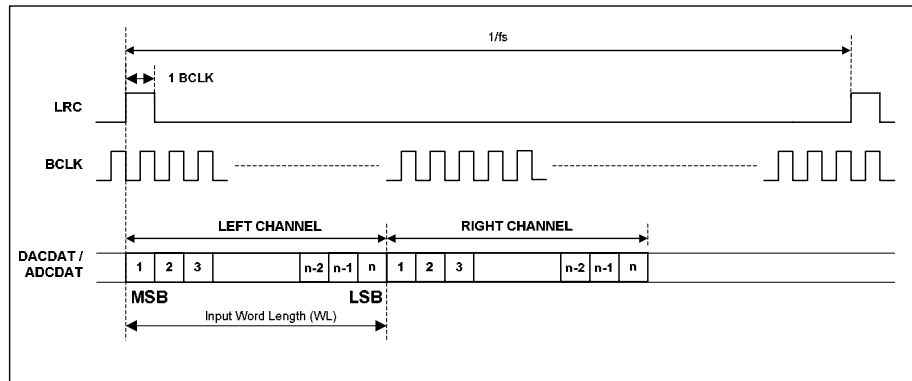 1/fs
1 BCLK
LRC
BCLK
LEFT CHANNEL RIGHT CHANNEL
DACDAT /
ADCDAT
1 2 3 n-2 n-1 n 1 2 3 n-2 n-1 n
MSB LSB
Input Word Length (WL)